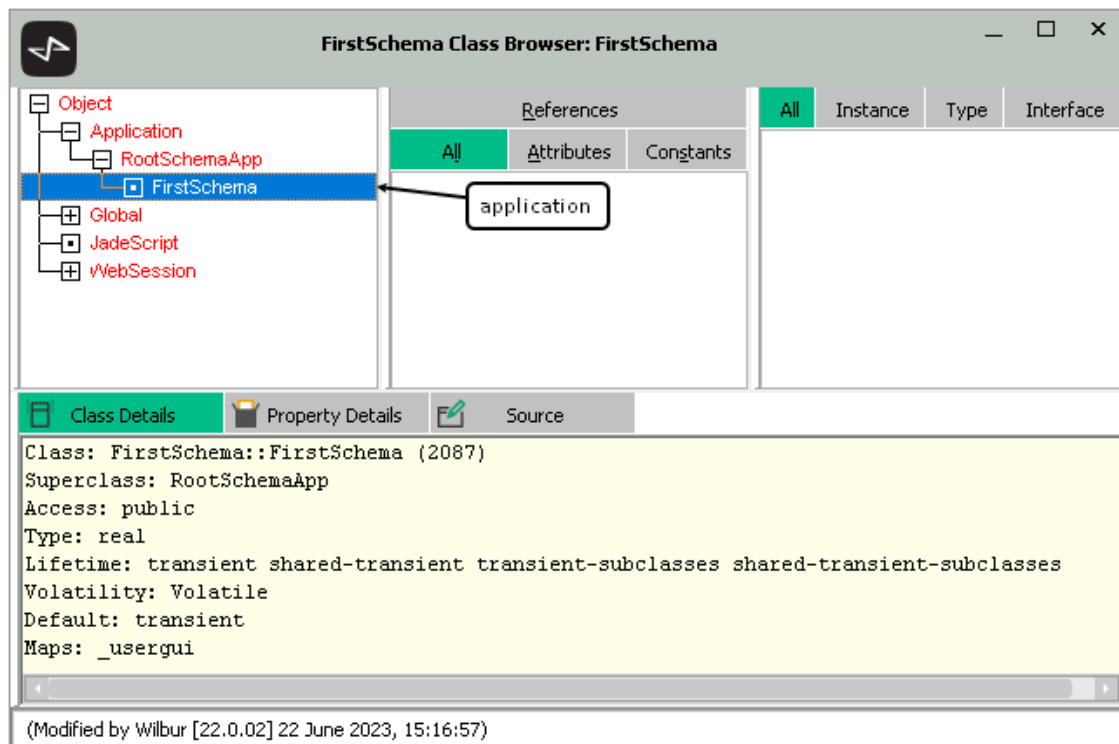 FirstSchema Class Browser: FirstSchema
Object
Application
RootSchemaApp
FirstSchema
Global
JadeScript
WebSession
References
All Attributes Constants
application
All Instance Type Interface
Class Details Property Details Source
Class: FirstSchema::FirstSchema (2087)
Superclass: RootSchemaApp
Access: public
Type: real
Lifetime: transient shared-transient transient-subclasses shared-transient-subclasses
Volatility: Volatile
Default: transient
Maps: _usergui
(Modified by Wilbur [22.0.02] 22 June 2023, 15:16:57)